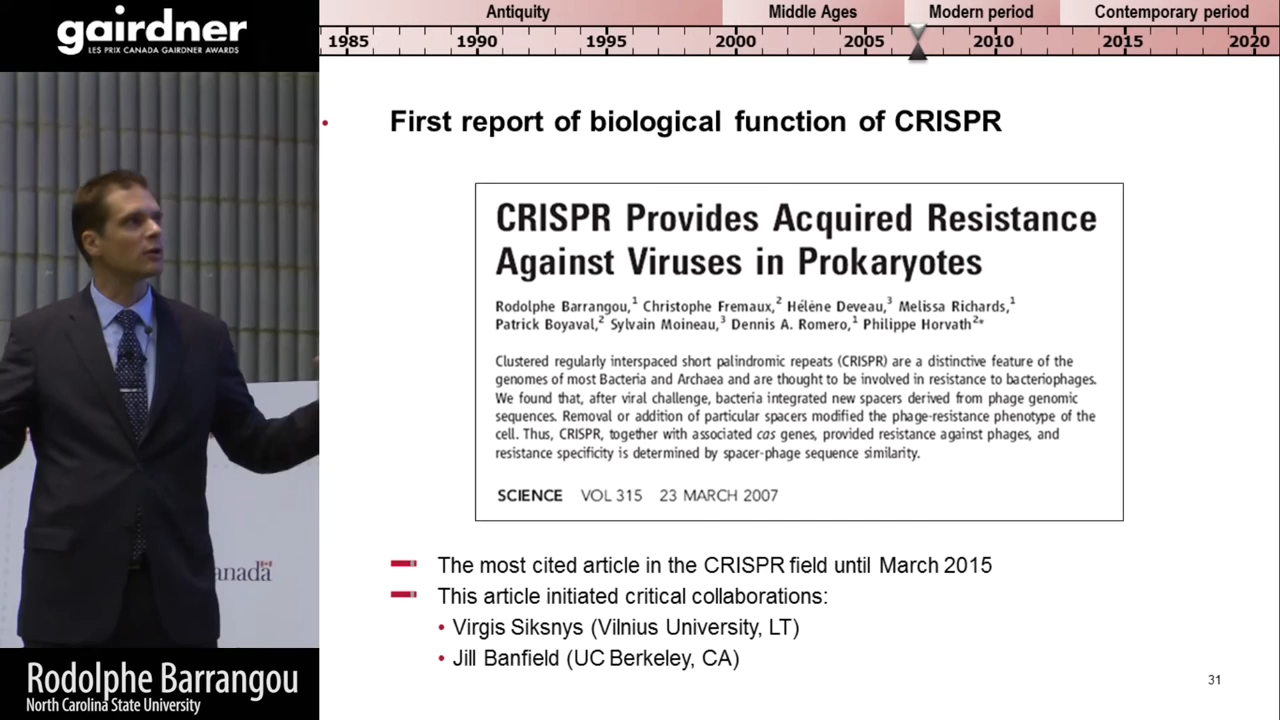 gairdner
LES PRIX CANADA GAIRDNER AWARDS
Antiquity Middle Ages Modern period Contemporary period
1985 1990 1995 2000 2005 2010 2015 2020
• First report of biological function of CRISPR
CRISPR Provides Acquired Resistance
Against Viruses in Prokaryotes
Rodolphe Barrangou,¹ Christophe Fremaux,² Hélène Deveau,³ Melissa Richards,¹
Patrick Boyaval,² Sylvain Moineau,³ Dennis A. Romero,¹ Philippe Horvath²*
Clustered regularly interspaced short palindromic repeats (CRISPR) are a distinctive feature of the
genomes of most Bacteria and Archaea and are thought to be involved in resistance to bacteriophages.
We found that, after viral challenge, bacteria integrated new spacers derived from phage genomic
sequences. Removal or addition of particular spacers modified the phage-resistance phenotype of the
cell. Thus, CRISPR, together with associated cas genes, provided resistance against phages, and
resistance specificity is determined by spacer-phage sequence similarity.
SCIENCE VOL 315 23 MARCH 2007
The most cited article in the CRISPR field until March 2015
This article initiated critical collaborations:
• Virgis Siksnys (Vilnius University, LT)
• Jill Banfield (UC Berkeley, CA)
31
anada
Rodolphe Barrangou
North Carolina State University